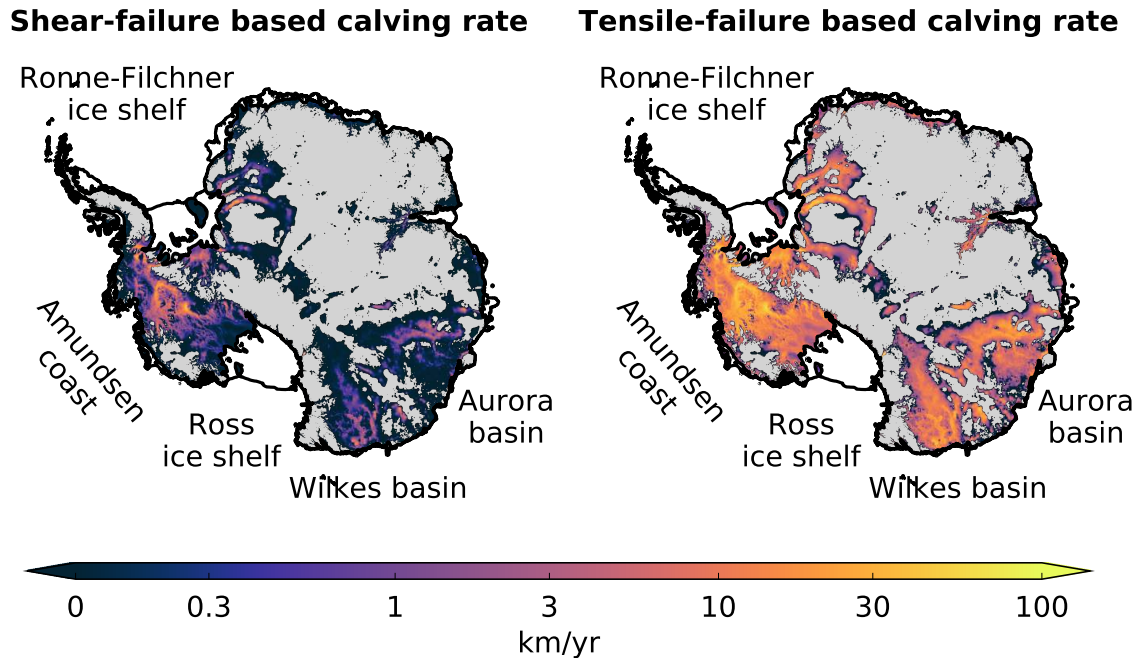 Shear-failure based calving rate
Tensile-failure based calving rate
Ronne-Filchner
ice shelf
Amundsen
coast
Ross
ice shelf
Wilkes basin
Aurora
basin
Ronne-Filchner
ice shelf
Amundsen
coast
Ross
ice shelf
Wilkes basin
Aurora
basin
0 0.3 1 3 10 30 100
km/yr